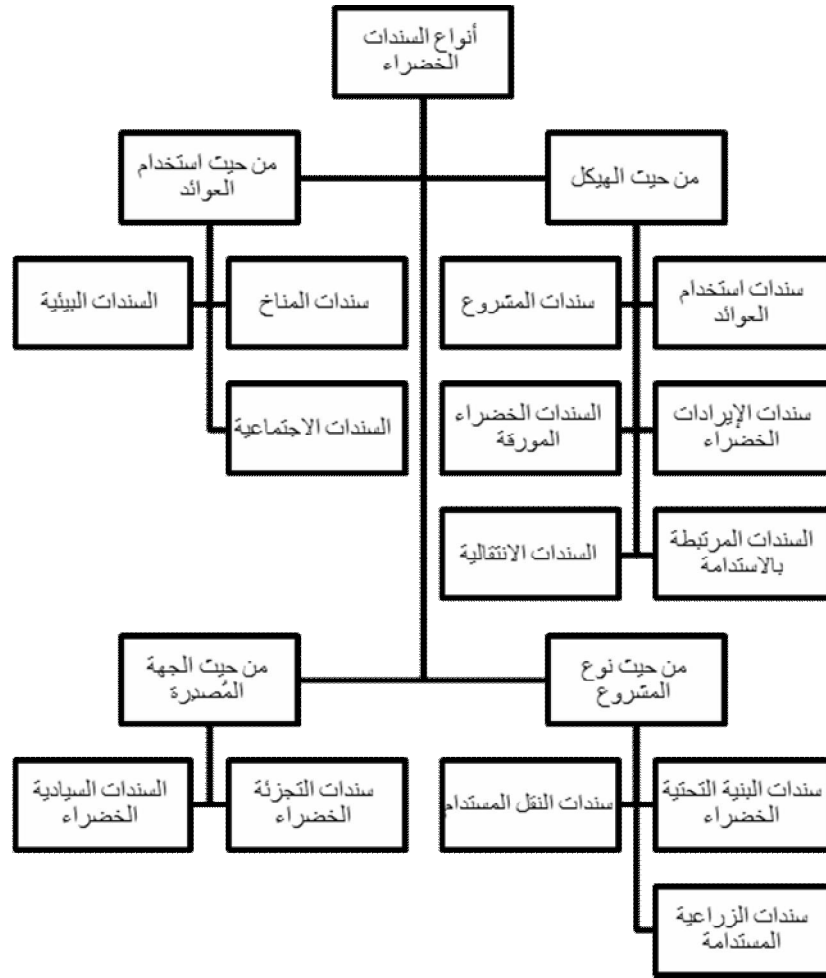 أنواع السندات
الخضراء
من حيث الهيكل
من حيث استخدام
العوائد
سندات استخدام
العوائد
سندات المشروع
سندات المناخ
السندات البيئية
سندات الإيرادات
الخضراء
السندات الخضراء
المورقة
السندات الاجتماعية
السندات المرتبطة
بالاستدامة
السندات الانتقالية
من حيث نوع
المشروع
من حيث الجهة
المُصدرة
سندات البنية التحتية
الخضراء
سندات النقل المستدام
سندات التجزئة
الخضراء
السندات السيادية
الخضراء
سندات الزراعية
المستدامة